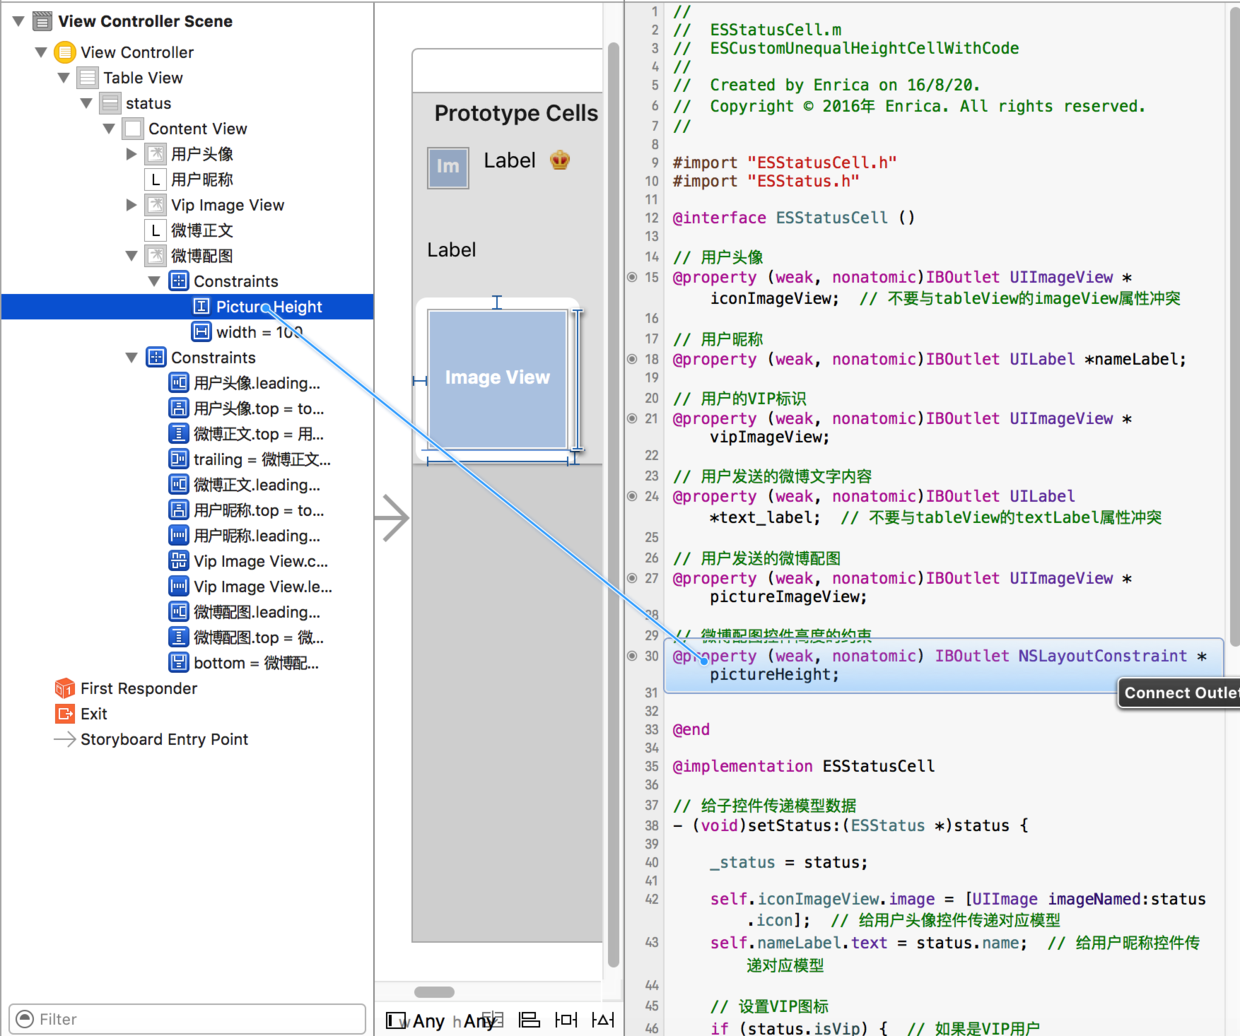 View Controller Scene
View Controller
Table View
status
Content View
用户头像
L 用户昵称
Vip Image View
L 微博正文
微博配图
Constraints
Picture Height
width = 100
Constraints
用户头像.leading...
用户头像.top = to...
微博正文.top = 用...
trailing = 微博正文...
微博正文.leading...
用户昵称.top = to...
用户昵称.leading...
Vip Image View.c...
Vip Image View.le...
微博配图.leading...
微博配图.top = 微...
bottom = 微博配...
First Responder
Exit
Storyboard Entry Point
Filter
Prototype Cells
Im
Label
Label
Image View
w Any h Any
1 //
2 //  ESStatusCell.m
3 //  ESCustomUnequalHeightCellWithCode
4 //
5 //  Created by Enrica on 16/8/20.
6 //  Copyright © 2016年 Enrica. All rights reserved.
7 //
8
9 #import "ESStatusCell.h"
10 #import "ESStatus.h"
11
12 @interface ESStatusCell ()
13
14 // 用户头像
15 @property (weak, nonatomic)IBOutlet UIImageView *
iconImageView;  // 不要与tableView的imageView属性冲突
16
17 // 用户昵称
18 @property (weak, nonatomic)IBOutlet UILabel *nameLabel;
19
20 // 用户的VIP标识
21 @property (weak, nonatomic)IBOutlet UIImageView *
vipImageView;
22
23 // 用户发送的微博文字内容
24 @property (weak, nonatomic)IBOutlet UILabel
*text_label;  // 不要与tableView的textLabel属性冲突
25
26 // 用户发送的微博配图
27 @property (weak, nonatomic)IBOutlet UIImageView *
pictureImageView;
28
29 // 微博配图控件高度的约束
30 @property (weak, nonatomic) IBOutlet NSLayoutConstraint *
pictureHeight;
31
Connect Outlet
32
33 @end
34
35 @implementation ESStatusCell
36
37 // 给子控件传递模型数据
38 - (void)setStatus:(ESStatus *)status {
39
40 _status = status;
41
42 self.iconImageView.image = [UIImage imageNamed:status
.icon];  // 给用户头像控件传递对应模型
43 self.nameLabel.text = status.name;  // 给用户昵称控件传
递对应模型
44
45 // 设置VIP图标
46 if (status.isVip) {  // 如果是VIP用户